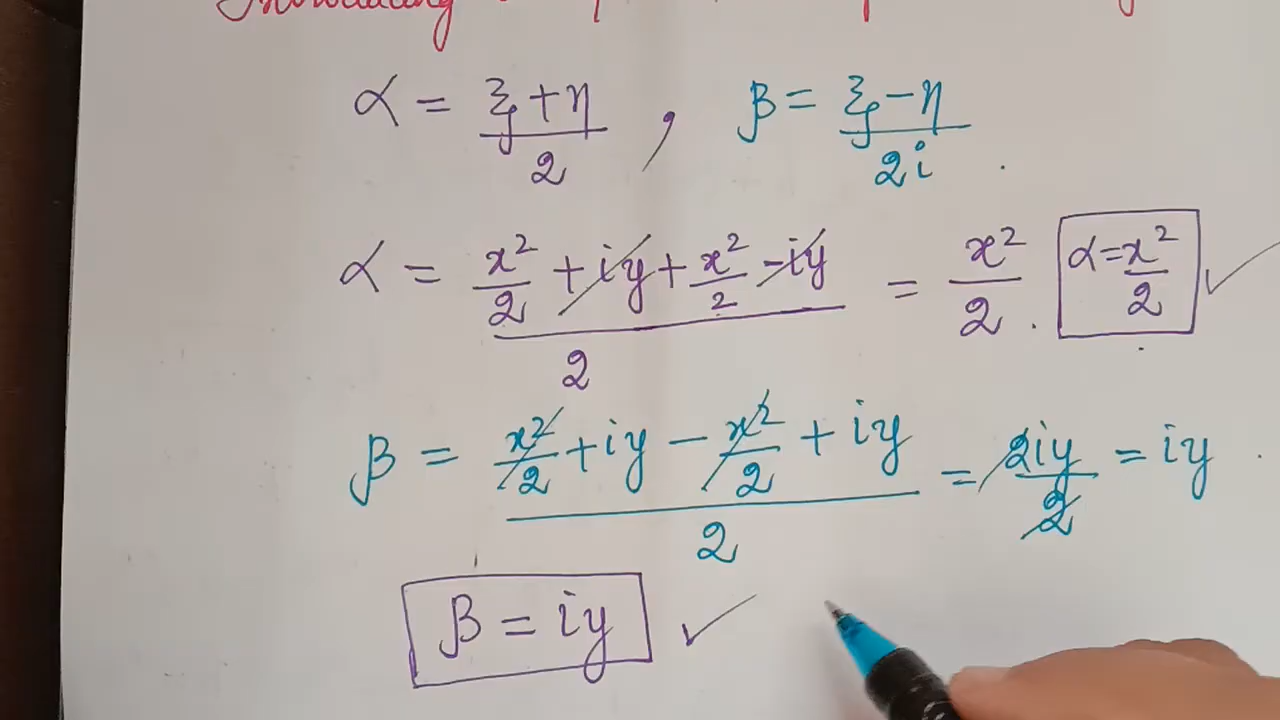 α = ξ + η / 2 , β = ξ - η / 2i .
α = x²/2 + iy + x²/2 - iy / 2 = x²/2 . α = x²/2
β = x²/2 + iy - x²/2 + iy / 2 = 2iy/2 = iy .
β = iy